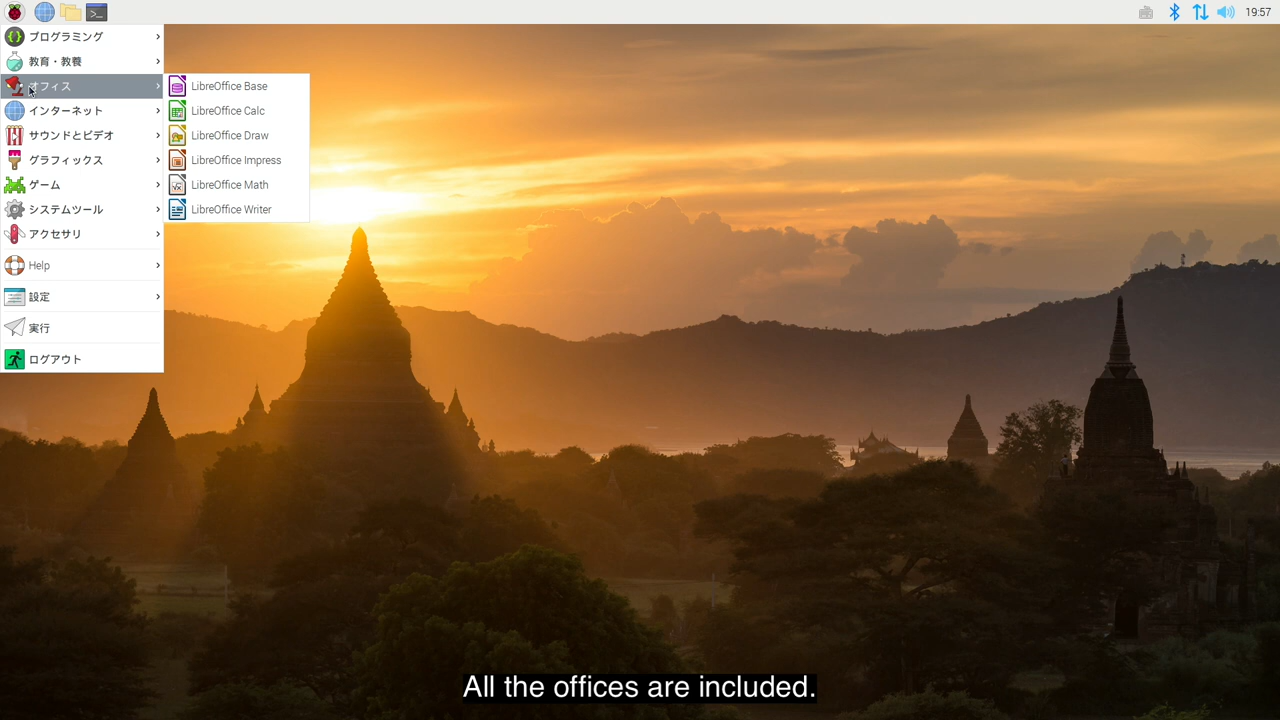 19:57
プログラミング
教育・教養
オフィス
インターネット
サウンドとビデオ
グラフィックス
ゲーム
システムツール
アクセサリ
Help
設定
実行
ログアウト
LibreOffice Base
LibreOffice Calc
LibreOffice Draw
LibreOffice Impress
LibreOffice Math
LibreOffice Writer
All the offices are included.